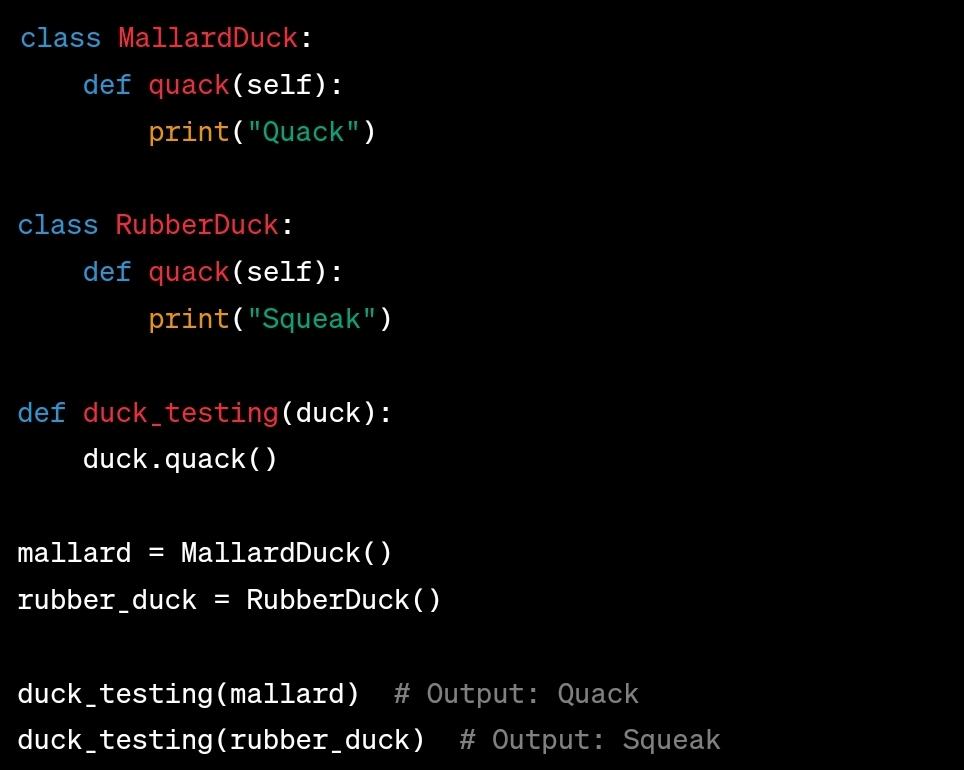 class MallardDuck:
    def quack(self):
        print("Quack")

class RubberDuck:
    def quack(self):
        print("Squeak")

def duck_testing(duck):
    duck.quack()

mallard = MallardDuck()
rubber_duck = RubberDuck()

duck_testing(mallard)  # Output: Quack
duck_testing(rubber_duck)  # Output: Squeak